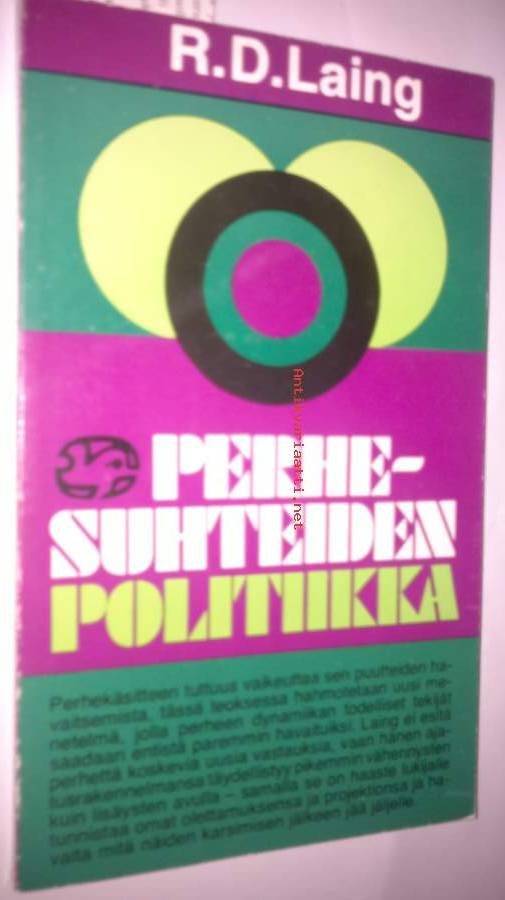 R.D.Laing
PERHE-
SUHTEIDEN
POLITIIKKA
Perhekäsitteen tuttuus vaikeuttaa sen puutteiden ha-
vaitsemista, tässä teoksessa hahmotetaan uusi me-
netelmä, jolla perheen dynamiikan todelliset tekijät
saadaan entistä paremmin havaituiksi. Laing ei esitä
perhettä koskevia uusia vastauksia, vaan hänen aja-
tusrakennelmansa täydellistyy pikemmin vähennysten
kuin lisäysten avulla – samalla se on haaste lukijalle
tunnistaa omat olettamuksensa ja projektionsa ja ha-
vaita mitä näiden karsimisen jälkeen jää jäljelle.
Antikvariaatti.net